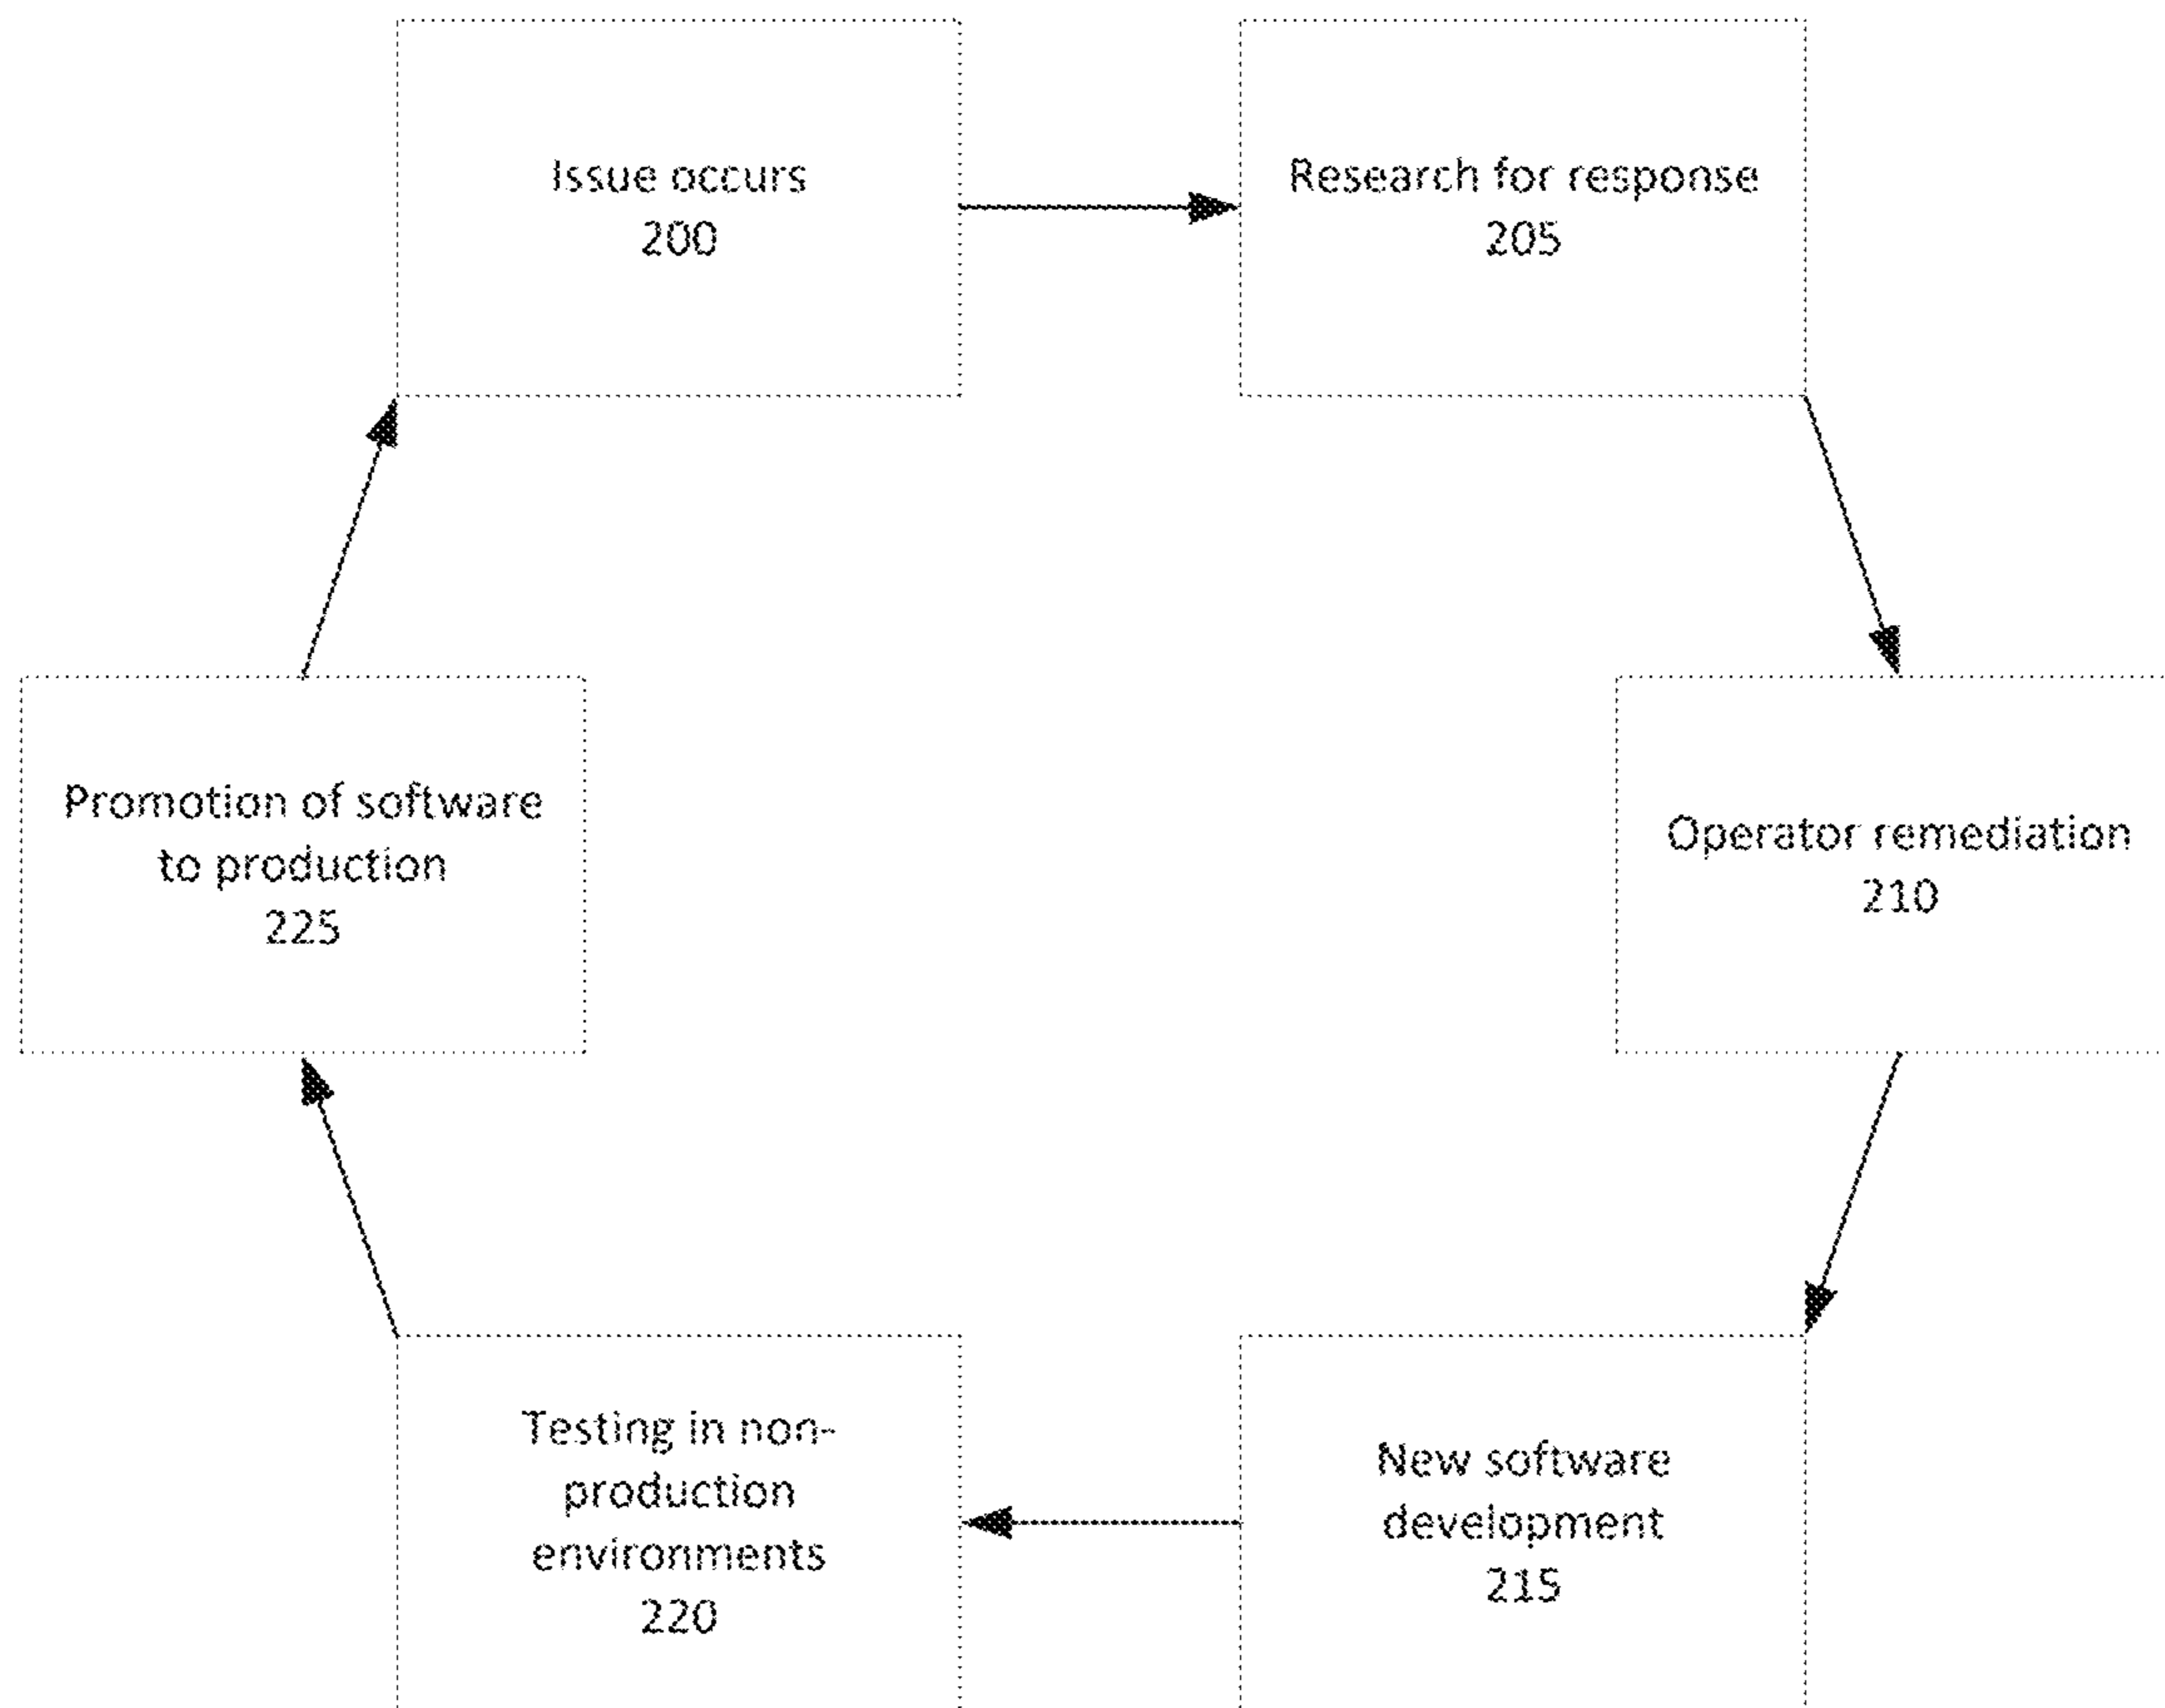 Issue occurs
200
Research for response
205
Promotion of software
to production
225
Operator remediation
210
Testing in non-
production
environments
220
New software
development
215